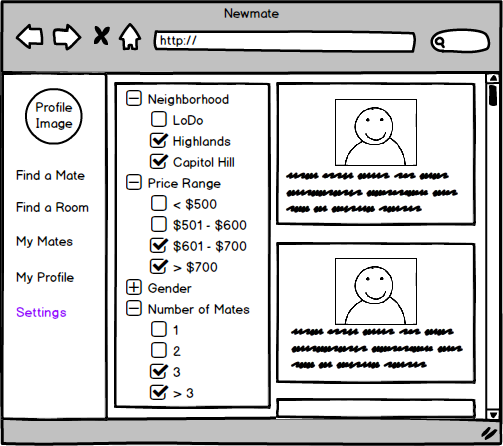 Newmate
http://
Profile
Image
Find a Mate
Find a Room
My Mates
My Profile
Settings
Neighborhood
LoDo
Highlands
Capitol Hill
Price Range
< $500
$501 - $600
$601 - $700
> $700
Gender
Number of Mates
1
2
3
> 3